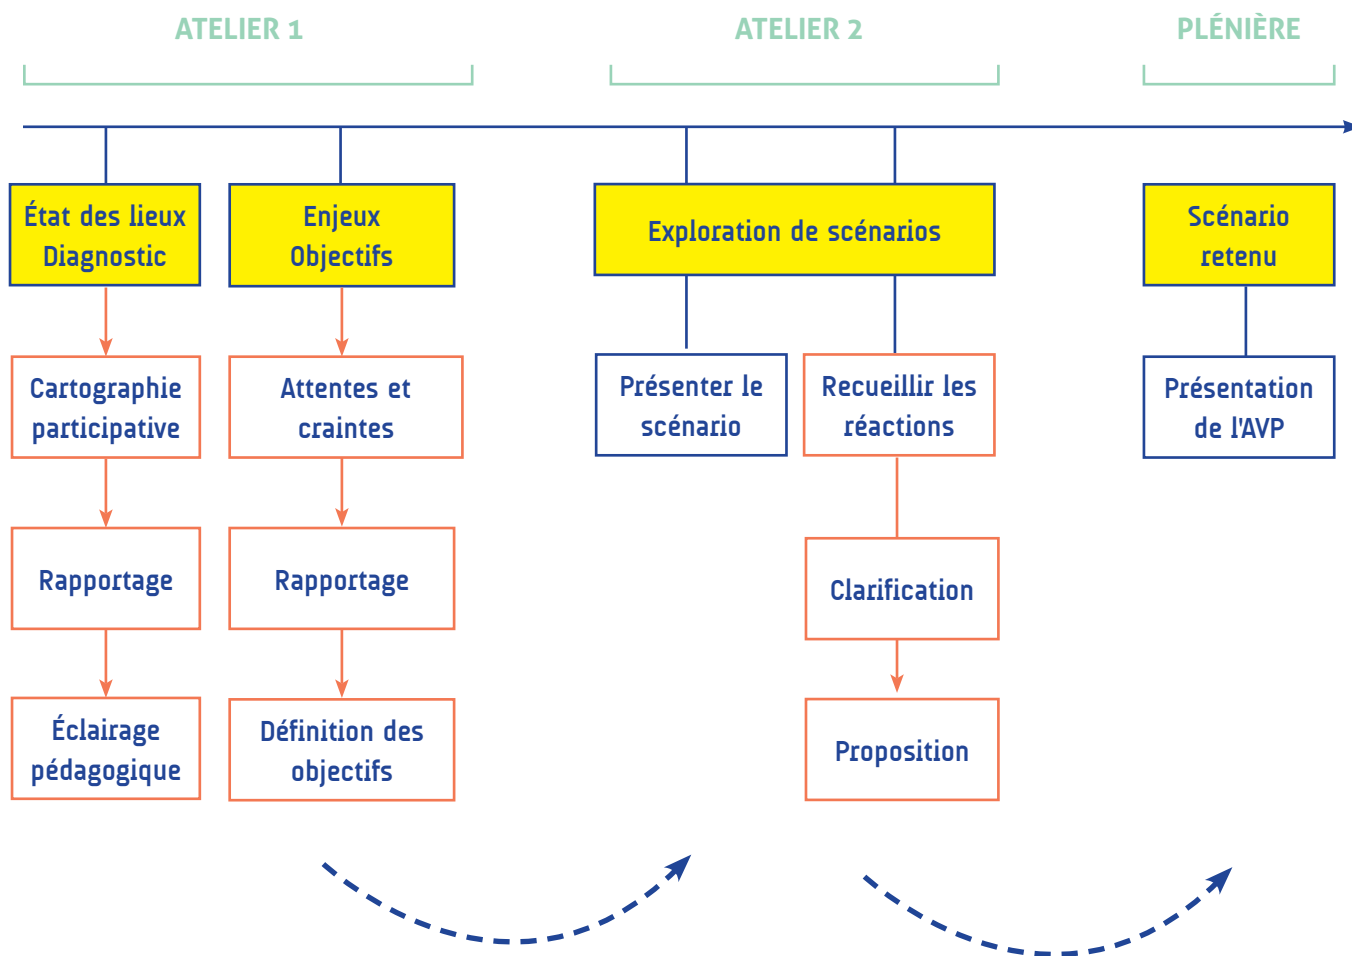 ATELIER 1
ATELIER 2
PLÉNIÈRE
État des lieux
Diagnostic
Enjeux
Objectifs
Exploration de scénarios
Scénario
retenu
Cartographie
participative
Attentes et
craintes
Présenter le
scénario
Recueillir les
réactions
Présentation
de l'AVP
Rapportage
Rapportage
Clarification
Éclairage
pédagogique
Définition des
objectifs
Proposition